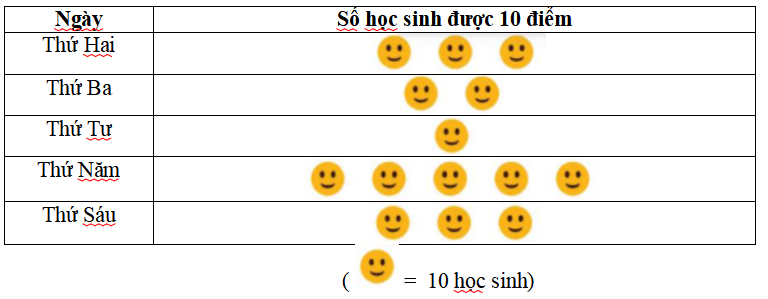 Ngày Số học sinh được 10 điểm
Thứ Hai
Thứ Ba
Thứ Tư
Thứ Năm
Thứ Sáu
( = 10 học sinh)